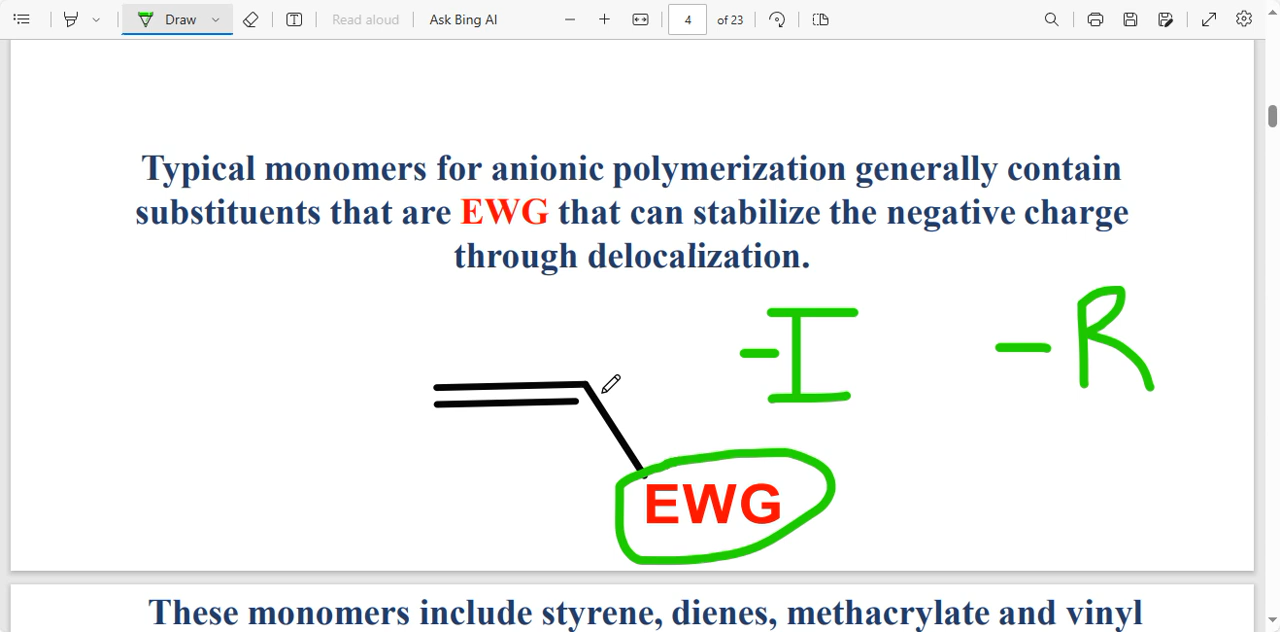 Draw
Read aloud
Ask Bing AI
4 of 23
Typical monomers for anionic polymerization generally contain
substituents that are EWG that can stabilize the negative charge
through delocalization.
-I
-R
EWG
These monomers include styrene, dienes, methacrylate and vinyl